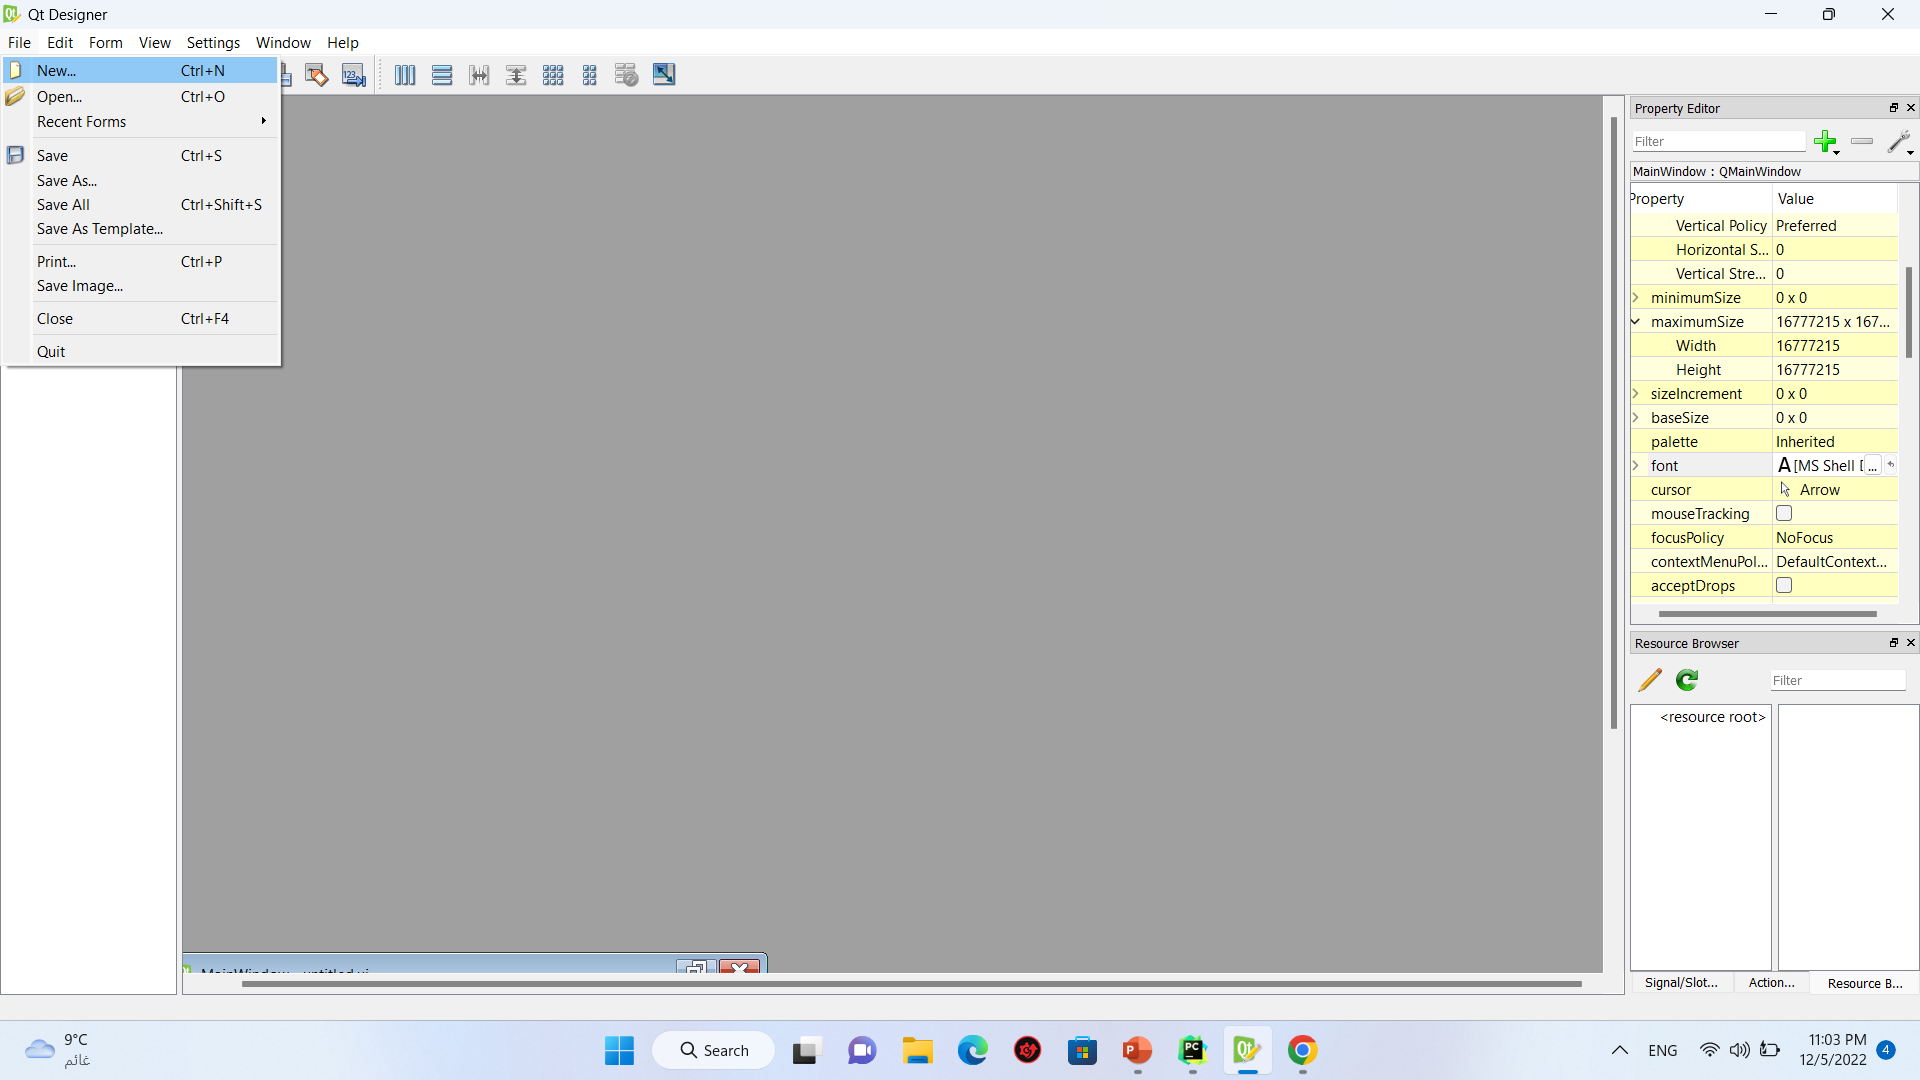 Qt Designer
File Edit Form View Settings Window Help
New... Ctrl+N
Open... Ctrl+O
Recent Forms
Save Ctrl+S
Save As...
Save All Ctrl+Shift+S
Save As Template...
Print... Ctrl+P
Save Image...
Close Ctrl+F4
Quit
123
Property Editor
Filter
MainWindow : QMainWindow
Property Value
Vertical Policy Preferred
Horizontal S... 0
Vertical Stre... 0
minimumSize 0 x 0
maximumSize 16777215 x 167...
Width 16777215
Height 16777215
sizeIncrement 0 x 0
baseSize 0 x 0
palette Inherited
font A [MS Shell ...
cursor Arrow
mouseTracking
focusPolicy NoFocus
contextMenuPol... DefaultContext...
acceptDrops
Resource Browser
Filter
<resource root>
Signal/Slot... Action... Resource B...
MainWindow - untitled.ui
9°C
غائم
Search
ENG
11:03 PM
12/5/2022
4